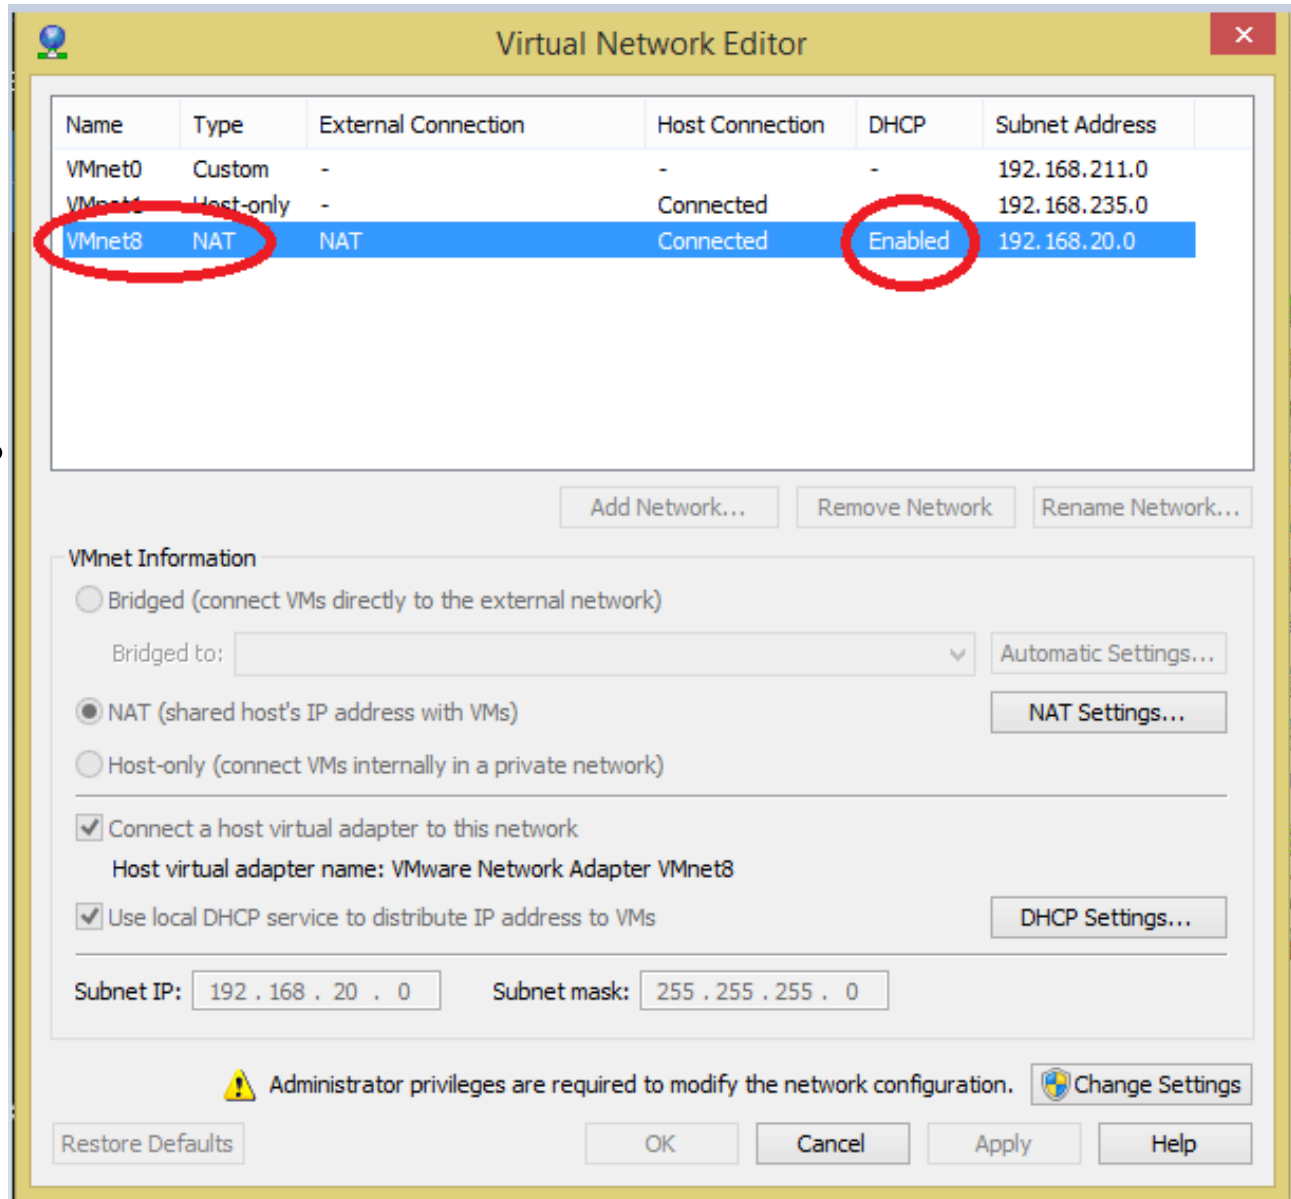 Virtual Network Editor
Name Type External Connection Host Connection DHCP Subnet Address
VMnet0 Custom - - - 192.168.211.0
VMnet1 Host-only - Connected 192.168.235.0
VMnet8 NAT NAT Connected Enabled 192.168.20.0
Add Network... Remove Network Rename Network...
VMnet Information
Bridged (connect VMs directly to the external network)
Bridged to: Automatic Settings...
NAT (shared host's IP address with VMs) NAT Settings...
Host-only (connect VMs internally in a private network)
Connect a host virtual adapter to this network
Host virtual adapter name: VMware Network Adapter VMnet8
Use local DHCP service to distribute IP address to VMs DHCP Settings...
Subnet IP: 192 . 168 . 20 . 0 Subnet mask: 255 . 255 . 255 . 0
Administrator privileges are required to modify the network configuration. Change Settings
Restore Defaults OK Cancel Apply Help